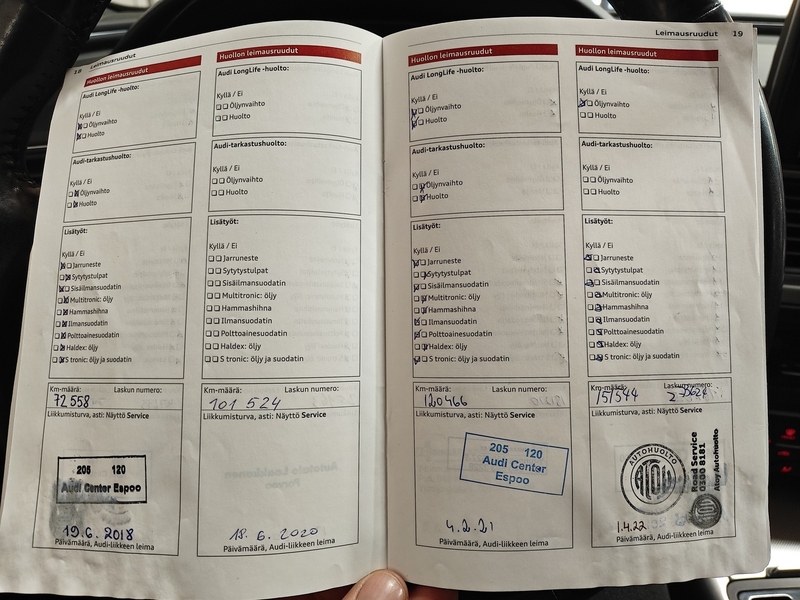 18 Leimausruudut
Huollon leimausruudut
Audi LongLife -huolto:
Kyllä / Ei
Öljynvaihto
Huolto
Audi-tarkastushuolto:
Kyllä / Ei
Öljynvaihto
Huolto
Lisätyöt:
Kyllä / Ei
Jarruneste
Sytytystulpat
Sisäilmansuodatin
Multitronic: öljy
Hammashihna
Ilmansuodatin
Polttoainesuodatin
Haldex: öljy
S tronic: öljy ja suodatin
Km-määrä: Laskun numero:
72558
Liikkumisturva, asti: Näyttö Service
205 120
Audi Center Espoo
19.6.2018
Päivämäärä, Audi-liikkeen leima
Huollon leimausruudut
Audi LongLife -huolto:
Kyllä / Ei
Öljynvaihto
Huolto
Audi-tarkastushuolto:
Kyllä / Ei
Öljynvaihto
Huolto
Lisätyöt:
Kyllä / Ei
Jarruneste
Sytytystulpat
Sisäilmansuodatin
Multitronic: öljy
Hammashihna
Ilmansuodatin
Polttoainesuodatin
Haldex: öljy
S tronic: öljy ja suodatin
Km-määrä: Laskun numero:
101 524
Liikkumisturva, asti: Näyttö Service
18.6.2020
Päivämäärä, Audi-liikkeen leima
Leimausruudut 19
Huollon leimausruudut
Audi LongLife -huolto:
Kyllä / Ei
Öljynvaihto
Huolto
Audi-tarkastushuolto:
Kyllä / Ei
Öljynvaihto
Huolto
Lisätyöt:
Kyllä / Ei
Jarruneste
Sytytystulpat
Sisäilmansuodatin
Multitronic: öljy
Hammashihna
Ilmansuodatin
Polttoainesuodatin
Haldex: öljy
S tronic: öljy ja suodatin
Km-määrä: Laskun numero:
120466
Liikkumisturva, asti: Näyttö Service
205 120
Audi Center
Espoo
4.2.21
Päivämäärä, Audi-liikkeen leima
Huollon leimausruudut
Audi LongLife -huolto:
Kyllä / Ei
Öljynvaihto
Huolto
Audi-tarkastushuolto:
Kyllä / Ei
Öljynvaihto
Huolto
Lisätyöt:
Kyllä / Ei
Jarruneste
Sytytystulpat
Sisäilmansuodatin
Multitronic: öljy
Hammashihna
Ilmansuodatin
Polttoainesuodatin
Haldex: öljy
S tronic: öljy ja suodatin
Km-määrä: Laskun numero:
151544
Liikkumisturva, asti: Näyttö Service
AUTOHUOLTO
ATOY
Road Service
0300 8181
Atoy Autohuolto
1.4.22
Päivämäärä, Audi-liikkeen leima